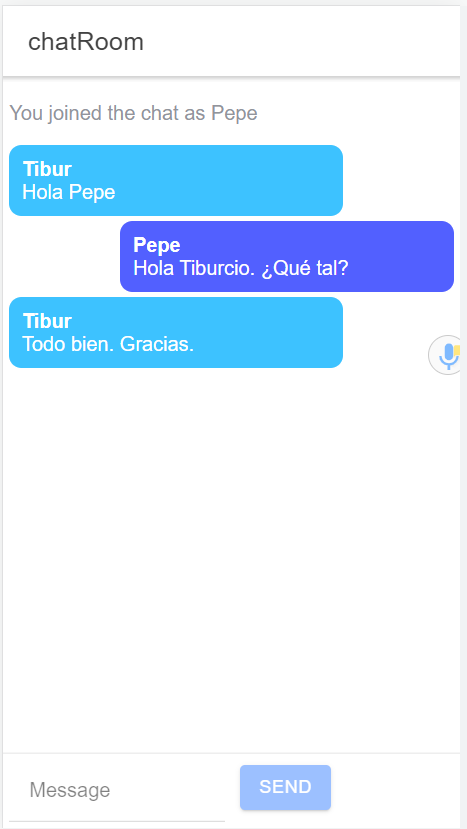 chatRoom
You joined the chat as Pepe
Tibur
Hola Pepe
Pepe
Hola Tiburcio. ¿Qué tal?
Tibur
Todo bien. Gracias.
Message
SEND